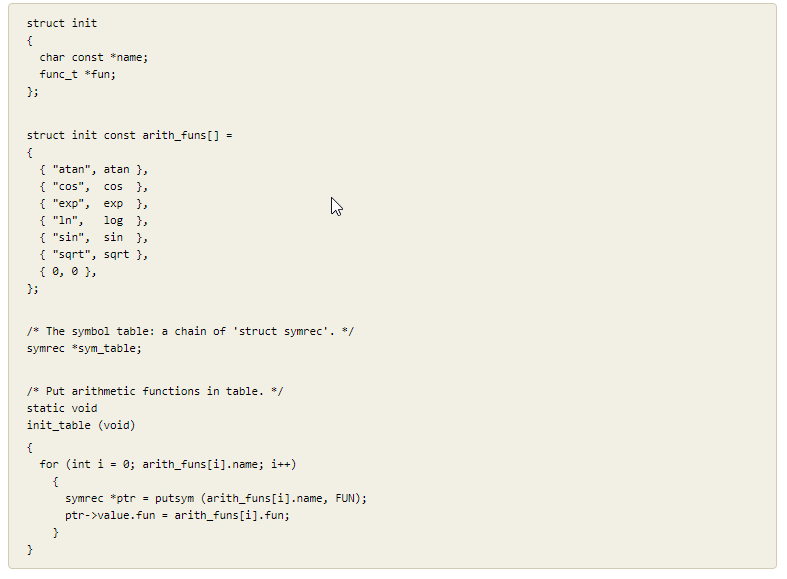 struct init
{
  char const *name;
  func_t *fun;
};
struct init const arith_funs[] =
{
  { "atan", atan },
  { "cos",  cos  },
  { "exp",  exp  },
  { "ln",   log  },
  { "sin",  sin  },
  { "sqrt", sqrt },
  { 0, 0 },
};
/* The symbol table: a chain of 'struct symrec'. */
symrec *sym_table;
/* Put arithmetic functions in table. */
static void
init_table (void)
{
  for (int i = 0; arith_funs[i].name; i++)
    {
      symrec *ptr = putsym (arith_funs[i].name, FUN);
      ptr->value.fun = arith_funs[i].fun;
    }
}